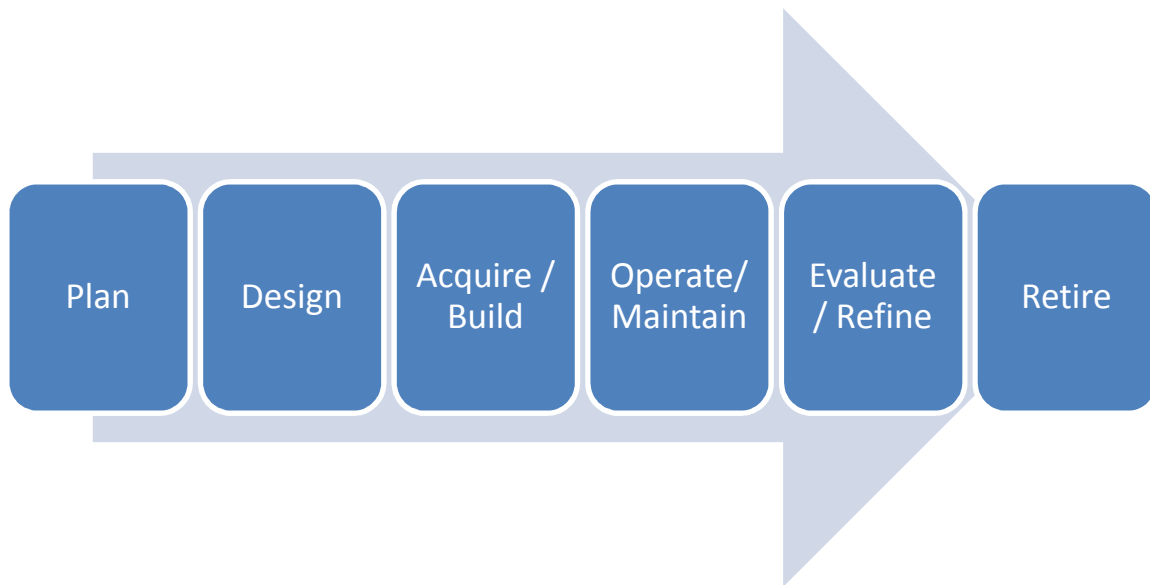 Plan
Design
Acquire /
Build
Operate/
Maintain
Evaluate
/ Refine
Retire